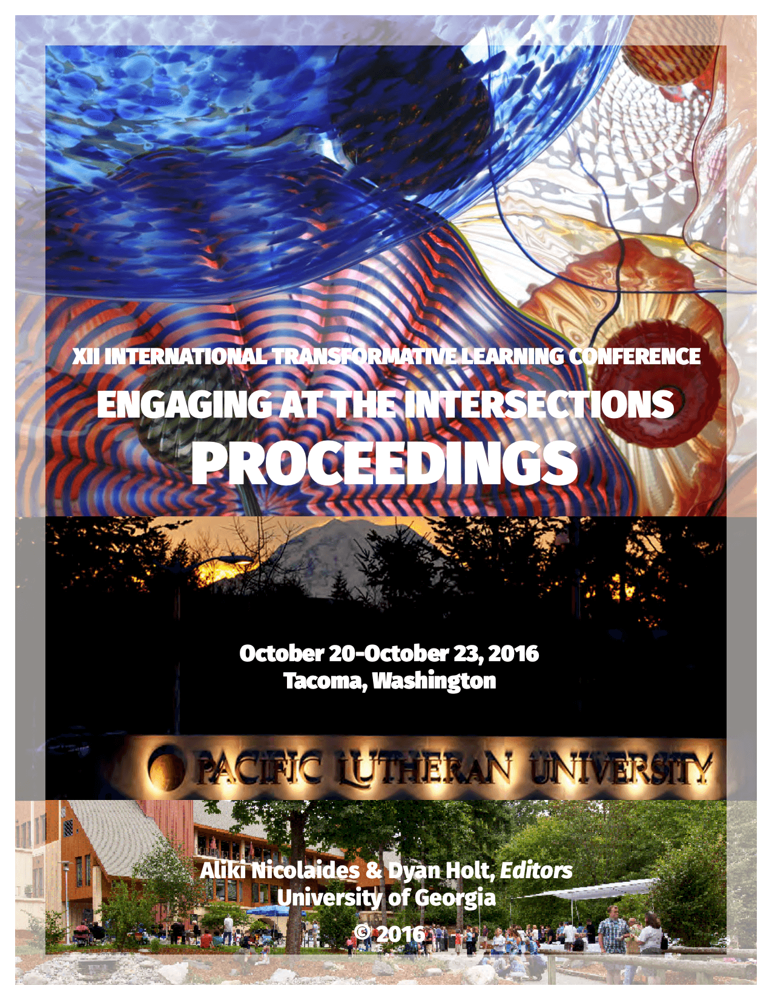 XII INTERNATIONAL TRANSFORMATIVE LEARNING CONFERENCE
ENGAGING AT THE INTERSECTIONS
PROCEEDINGS
October 20-October 23, 2016
Tacoma, Washington
PACIFIC LUTHERAN UNIVERSITY
Aliki Nicolaides & Dyan Holt, Editors
University of Georgia
© 2016